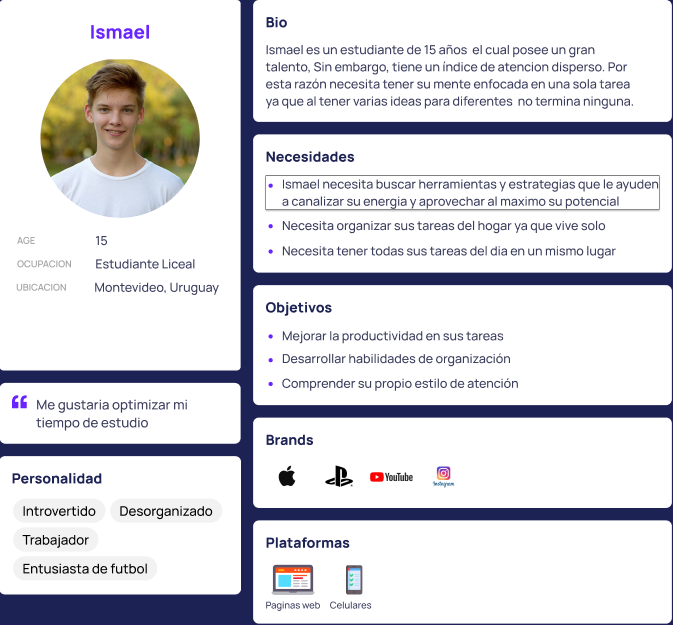 Ismael
AGE 15
OCUPACION Estudiante Liceal
UBICACION Montevideo, Uruguay
Me gustaria optimizar mi
tiempo de estudio
Personalidad
Introvertido Desorganizado
Trabajador
Entusiasta de futbol
Bio
Ismael es un estudiante de 15 años el cual posee un gran
talento, Sin embargo, tiene un índice de atencion disperso. Por
esta razón necesita tener su mente enfocada en una sola tarea
ya que al tener varias ideas para diferentes no termina ninguna.
Necesidades
Ismael necesita buscar herramientas y estrategias que le ayuden
a canalizar su energia y aprovechar al maximo su potencial
Necesita organizar sus tareas del hogar ya que vive solo
Necesita tener todas sus tareas del dia en un mismo lugar
Objetivos
Mejorar la productividad en sus tareas
Desarrollar habilidades de organización
Comprender su propio estilo de atención
Brands
YouTube Instagram
Plataformas
Paginas web Celulares